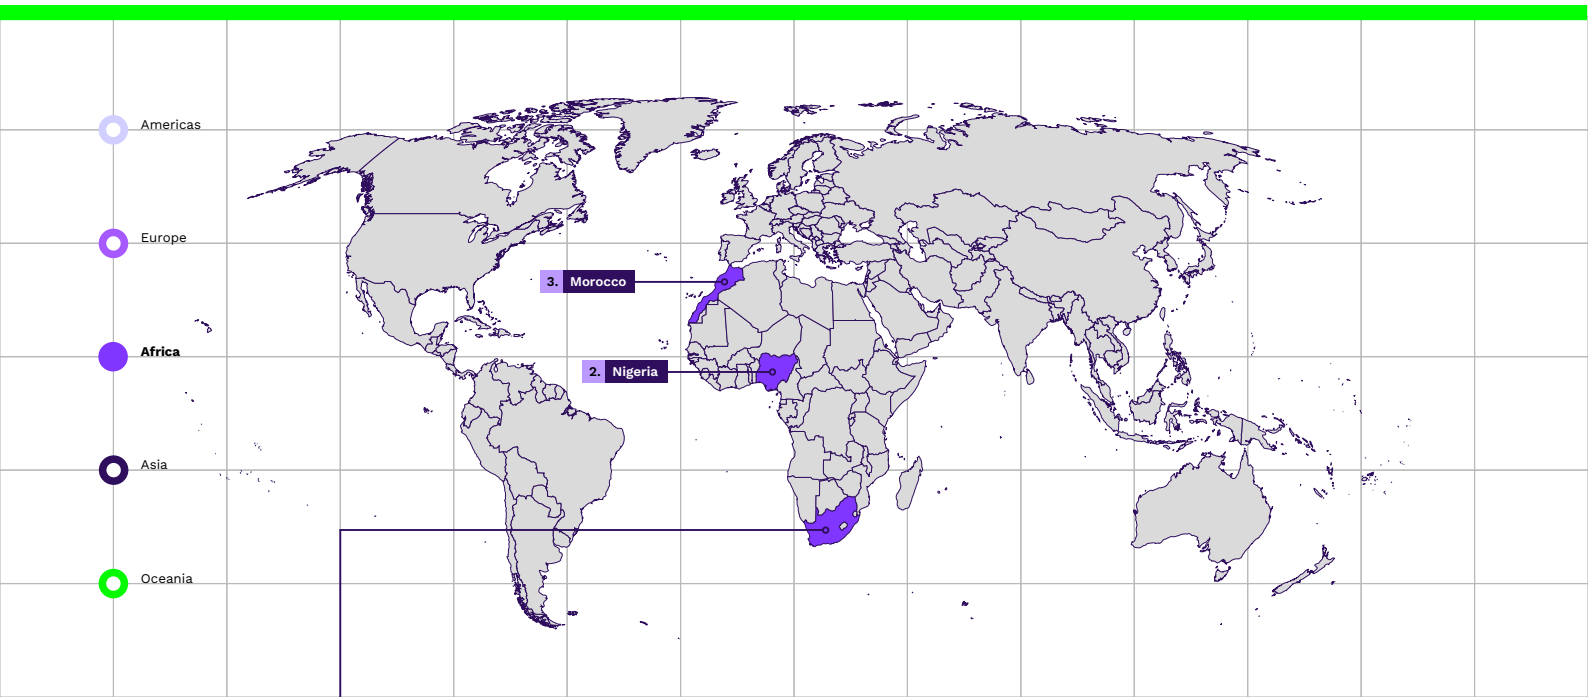 Americas
Europe
3. Morocco
Africa
2. Nigeria
Asia
Oceania